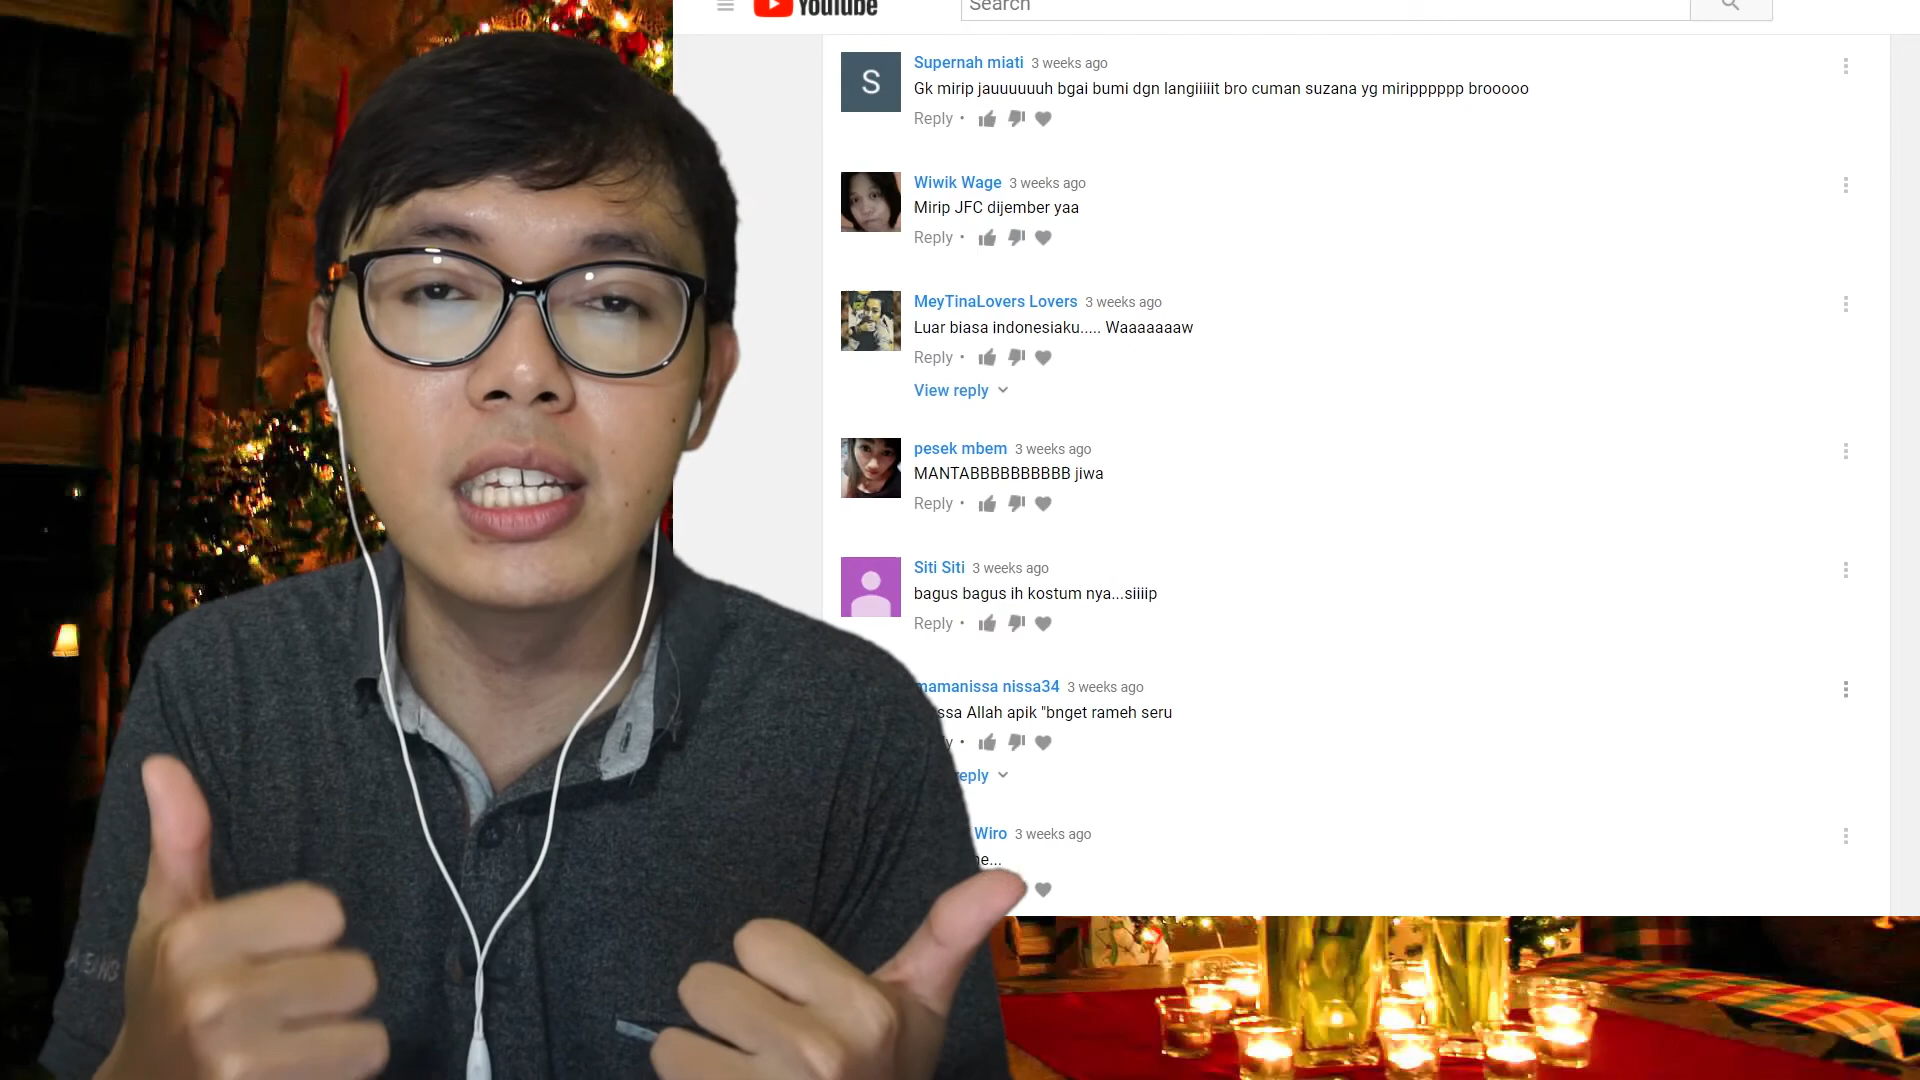 YouTube
Search
S
Supernah miati 3 weeks ago
Gk mirip jauuuuuuh bgai bumi dgn langiiiiit bro cuman suzana yg miripppppp brooooo
Reply •
Wiwik Wage 3 weeks ago
Mirip JFC dijember yaa
Reply •
MeyTinaLovers Lovers 3 weeks ago
Luar biasa indonesiaku..... Waaaaaaaw
Reply •
View reply
pesek mbem 3 weeks ago
MANTABBBBBBBBBB jiwa
Reply •
Siti Siti 3 weeks ago
bagus bagus ih kostum nya...siiiip
Reply •
mamanissa nissa34 3 weeks ago
ssa Allah apik "bnget rameh seru
y •
reply
Wiro 3 weeks ago
ne...